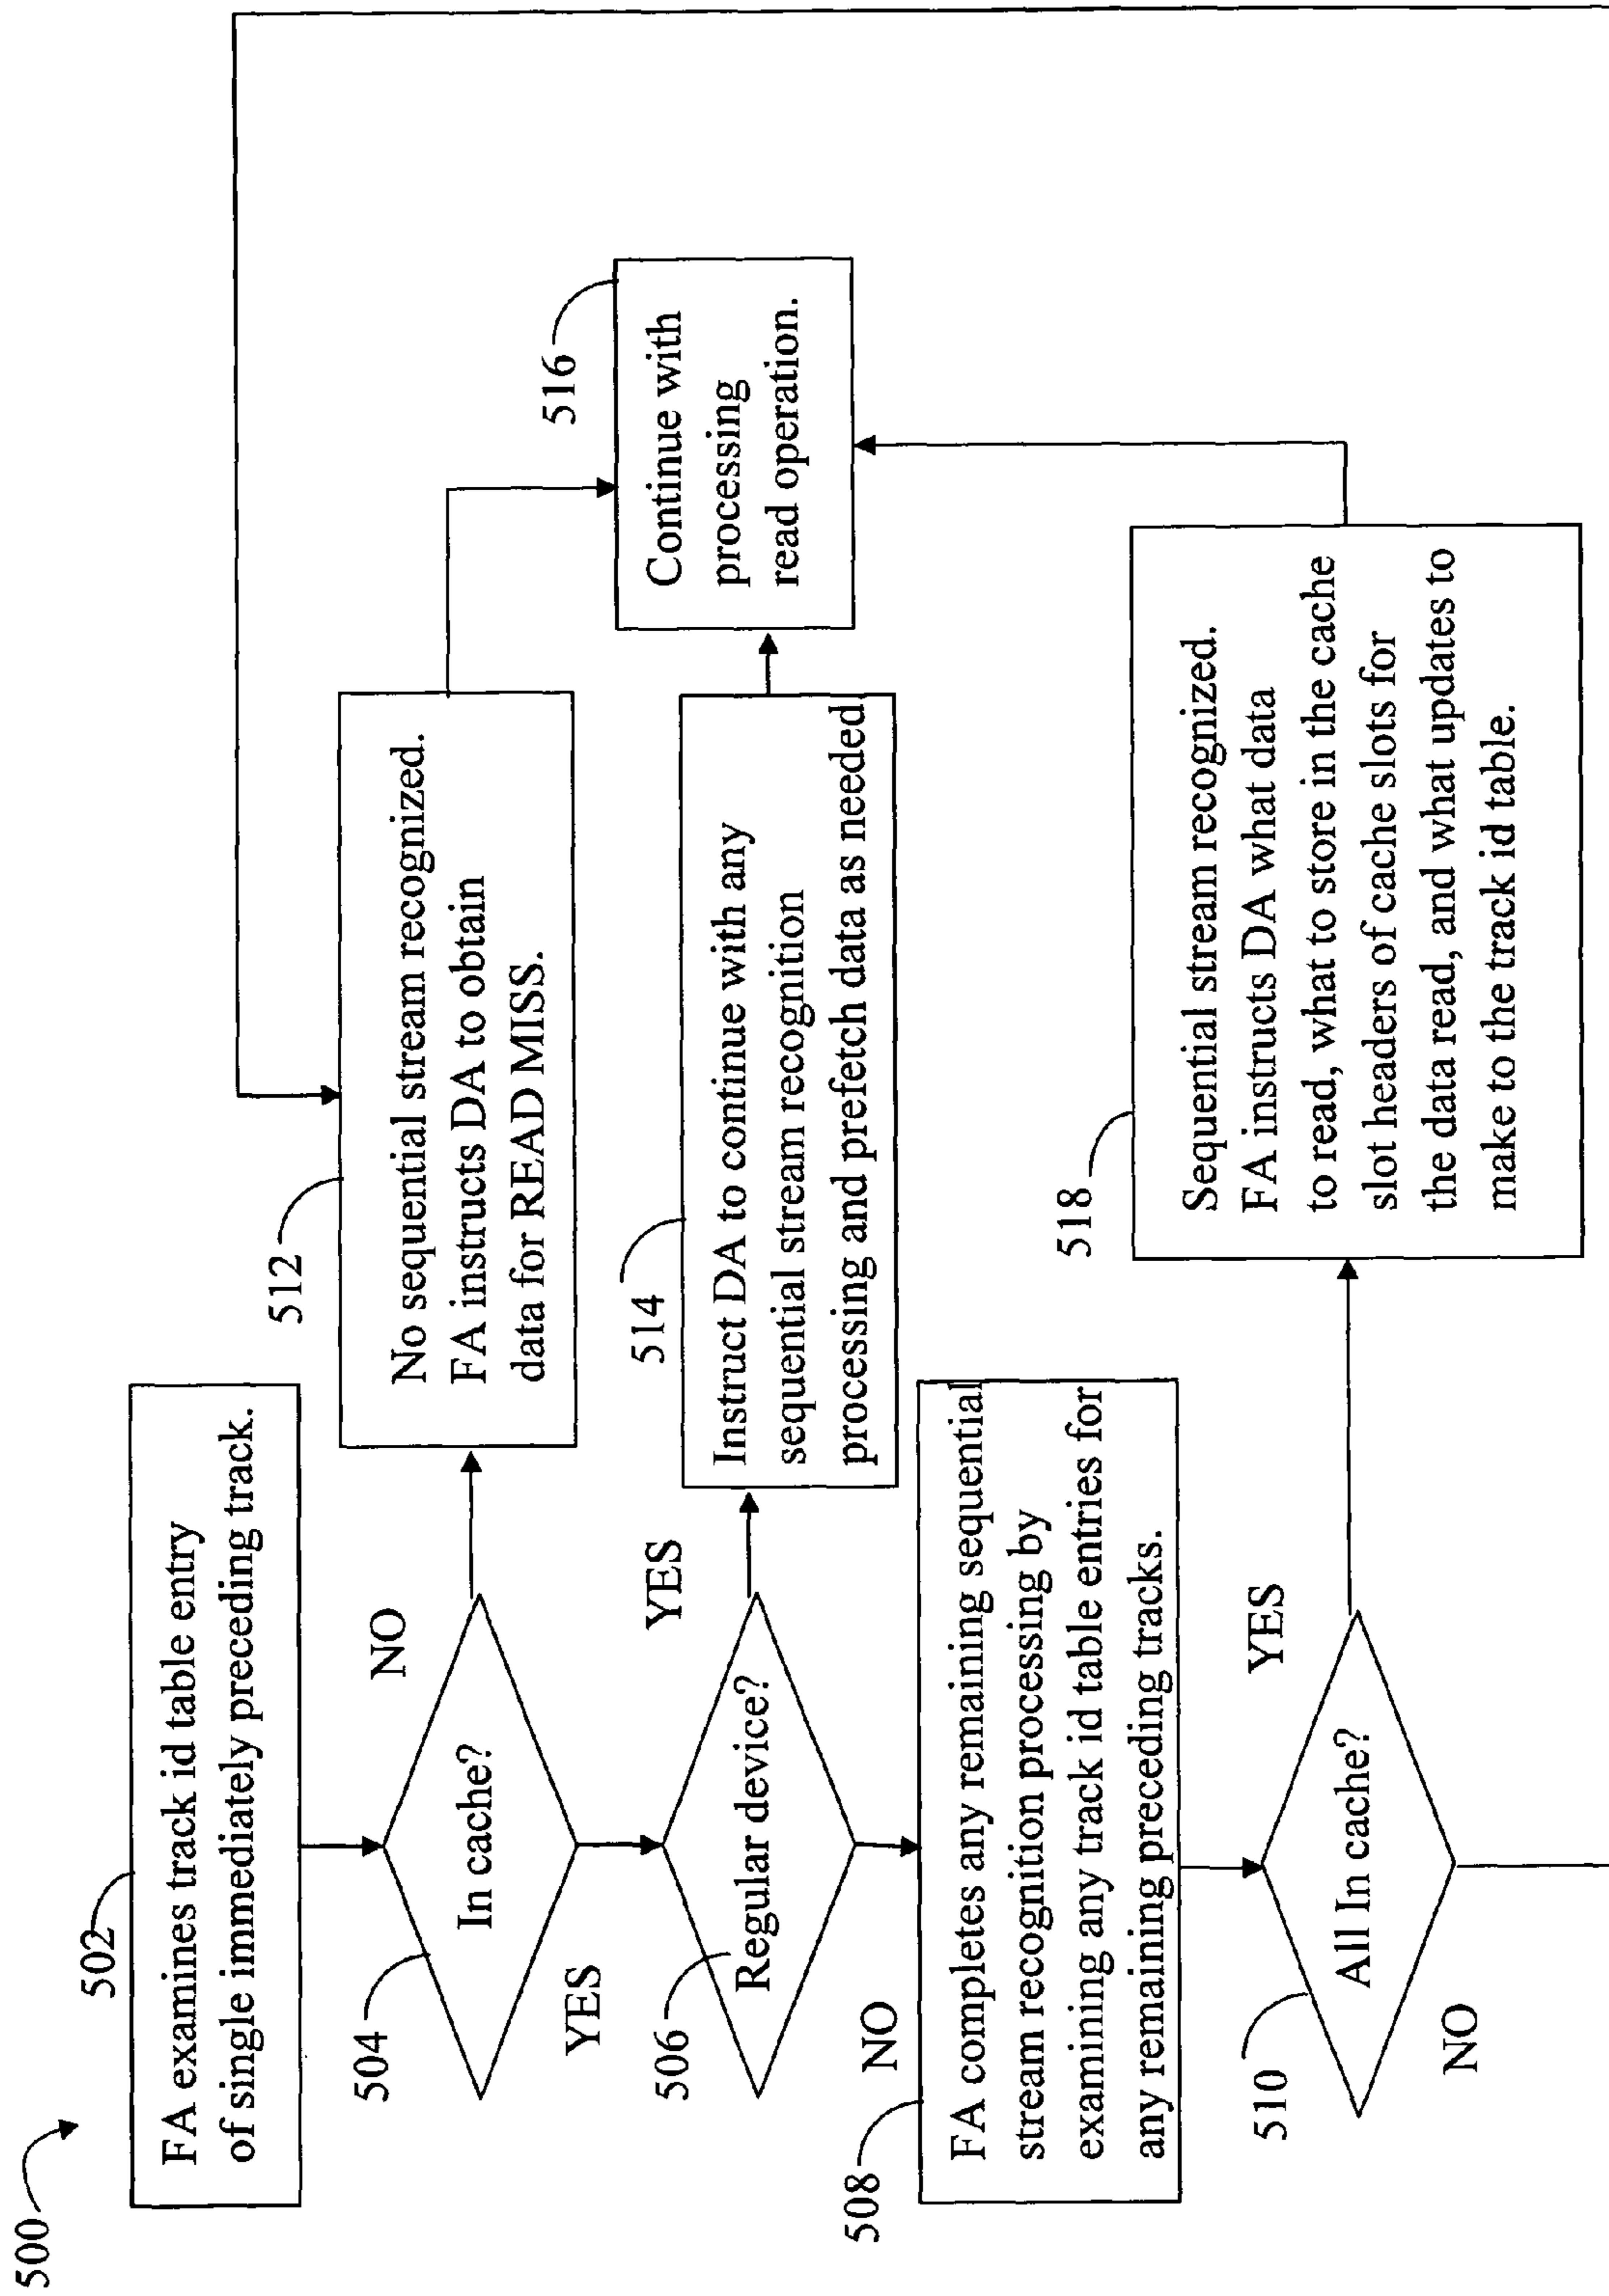 500
502
FA examines track id table entry
of single immediately preceding track.
504
In cache?
NO
YES
512
No sequential stream recognized.
FA instructs DA to obtain
data for READ MISS.
506
Regular device?
YES
NO
514
Instruct DA to continue with any
sequential stream recognition
processing and prefetch data as needed
516
Continue with
processing
read operation.
508
FA completes any remaining sequential
stream recognition processing by
examining any track id table entries for
any remaining preceding tracks.
510
All In cache?
YES
NO
518
Sequential stream recognized.
FA instructs DA what data
to read, what to store in the cache
slot headers of cache slots for
the data read, and what updates to
make to the track id table.